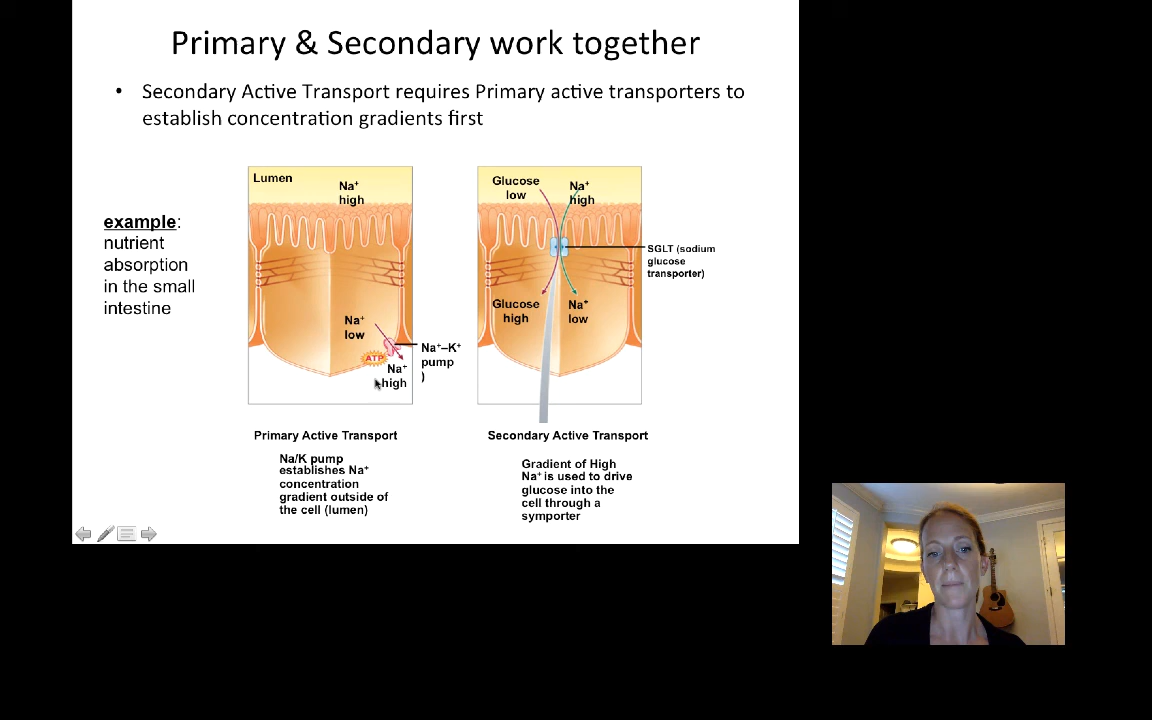 Primary & Secondary work together
• Secondary Active Transport requires Primary active transporters to
establish concentration gradients first
example:
nutrient
absorption
in the small
intestine
Lumen
Na⁺
high
Na⁺
low
ATP
Na⁺
high
Na⁺–K⁺
pump
)
Primary Active Transport
Na/K pump
establishes Na⁺
concentration
gradient outside of
the cell (lumen)
Glucose
low
Na⁺
high
SGLT (sodium
glucose
transporter)
Glucose
high
Na⁺
low
Secondary Active Transport
Gradient of High
Na⁺ is used to drive
glucose into the
cell through a
symporter